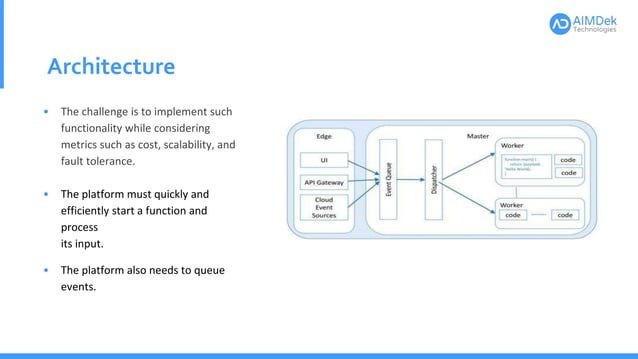 AIMDek
Technologies
Architecture
• The challenge is to implement such
functionality while considering
metrics such as cost, scalability, and
fault tolerance.
• The platform must quickly and
efficiently start a function and
process
its input.
• The platform also needs to queue
events.
Edge
UI
API Gateway
Cloud
Event
Sources
Event Queue
Master
Dispatcher
Worker
function main() {
code
code
Worker
code
code